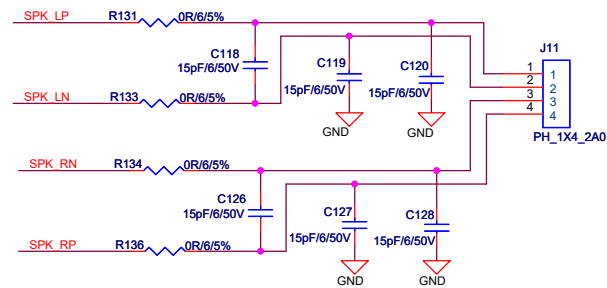 SPK_LP R131 0R/6/5%
J11
C118 C119 C120
15pF/6/50V 15pF/6/50V 15pF/6/50V
1 1
2 2
3 3
4 4
SPK_LN R133 0R/6/5%
GND GND
PH_1X4_2A0
SPK_RN R134 0R/6/5%
C126 C127 C128
15pF/6/50V 15pF/6/50V 15pF/6/50V
SPK_RP R136 0R/6/5%
GND GND